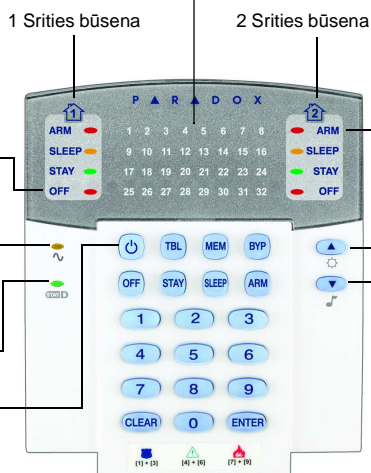 1 Srities būsena 2 Srities būsena
P ▲ R ▲ D O X
1 2
ARM 1 2 3 4 5 6 7 8 ARM
SLEEP 9 10 11 12 13 14 15 16 SLEEP
STAY 17 18 19 20 21 22 23 24 STAY
OFF 25 26 27 28 29 30 31 32 OFF
TBL MEM BYP
STAY D
OFF STAY SLEEP ARM
1 2 3
4 5 6
7 8 9
CLEAR 0 ENTER
[1] + [3] [4] + [6] [7] + [9]